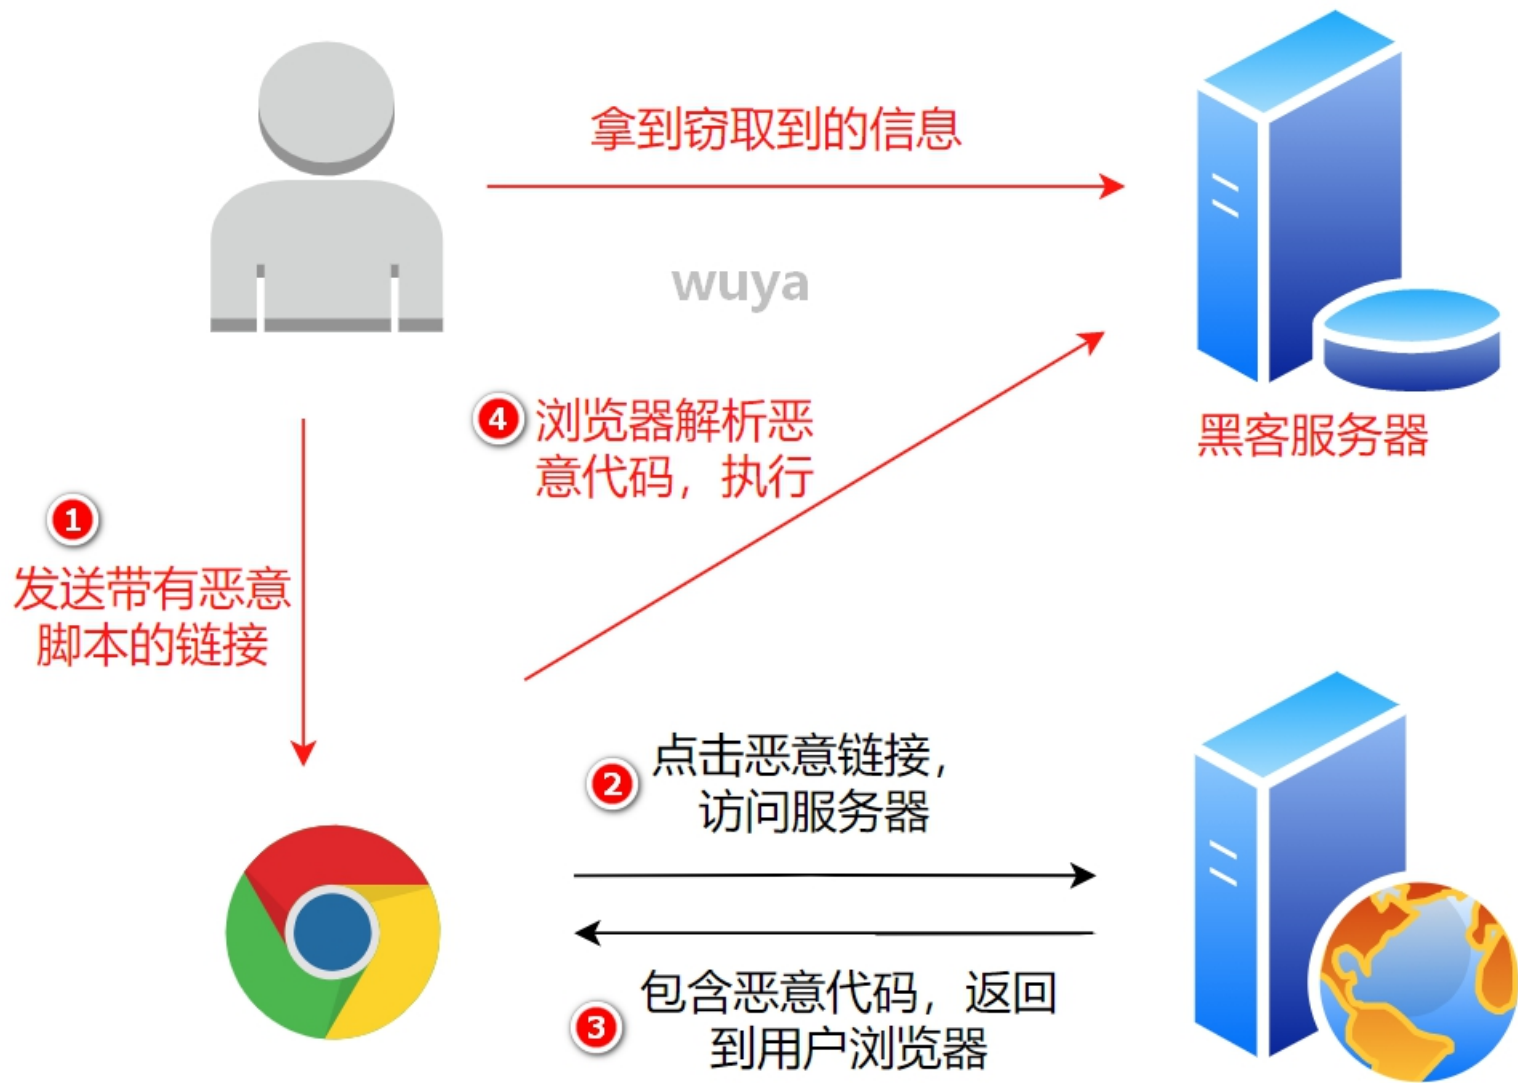 拿到窃取到的信息
wuya
4
浏览器解析恶
意代码，执行
黑客服务器
1
发送带有恶意
脚本的链接
2
点击恶意链接，
访问服务器
3
包含恶意代码，返回
到用户浏览器